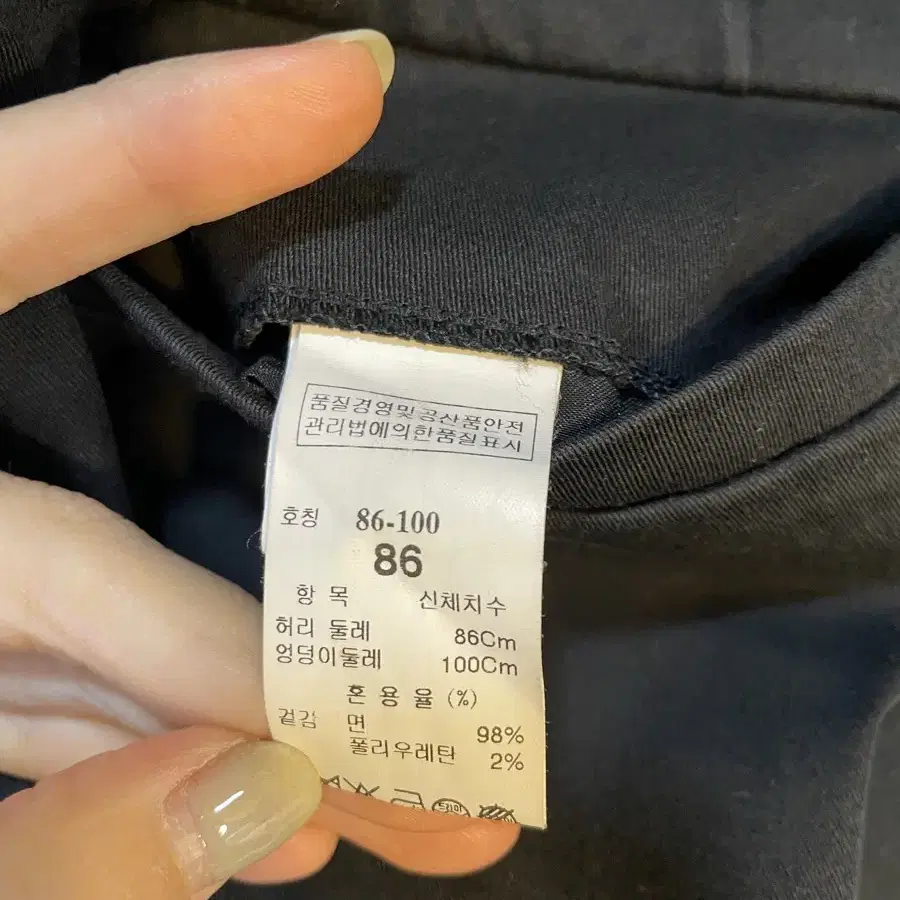 품질경영및공산품안전
관리법에의한품질표시
호칭 86-100
86
항 목 신체치수
허리 둘레 86Cm
엉덩이둘레 100Cm
혼 용 율 (%)
겉감 면 98%
폴리우레탄 2%